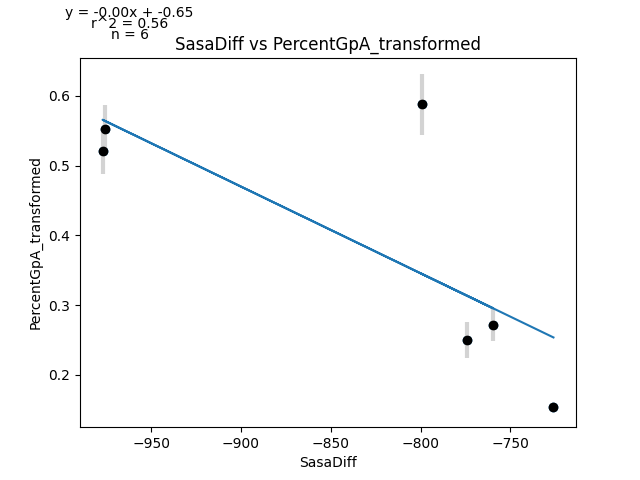 y = -0.00x + -0.65
r^2 = 0.56
n = 6
SasaDiff vs PercentGpA_transformed
0.6
0.5
0.4
0.3
0.2
PercentGpA_transformed
−950
−900
−850
−800
−750
SasaDiff